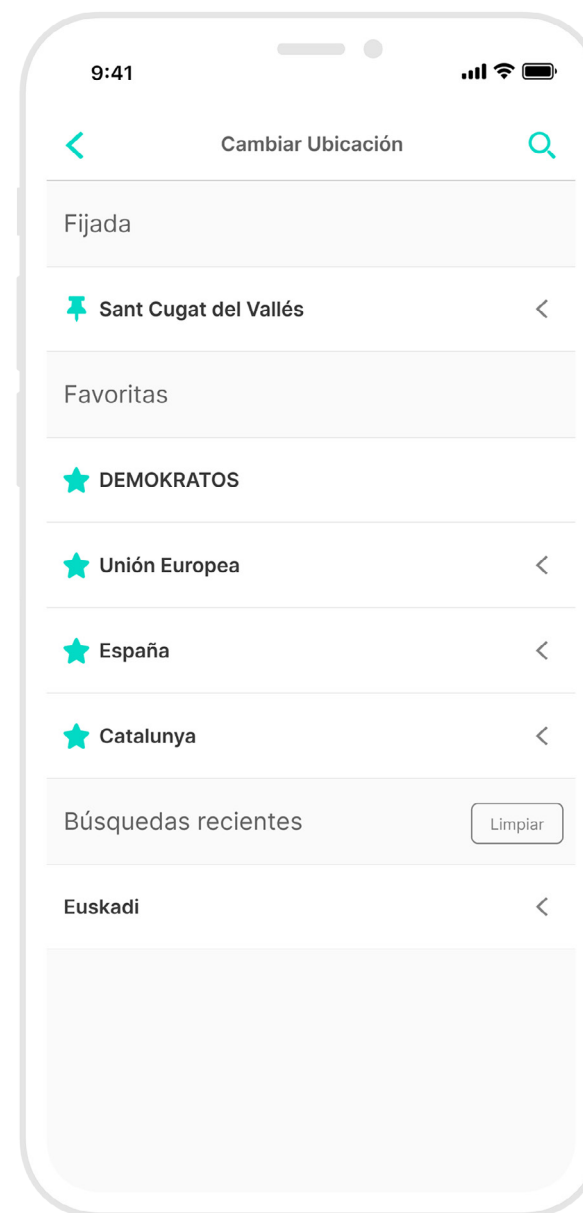 9:41
Cambiar Ubicación
Fijada
Sant Cugat del Vallés
Favoritas
DEMOKRATOS
Unión Europea
España
Catalunya
Búsquedas recientes
Limpiar
Euskadi